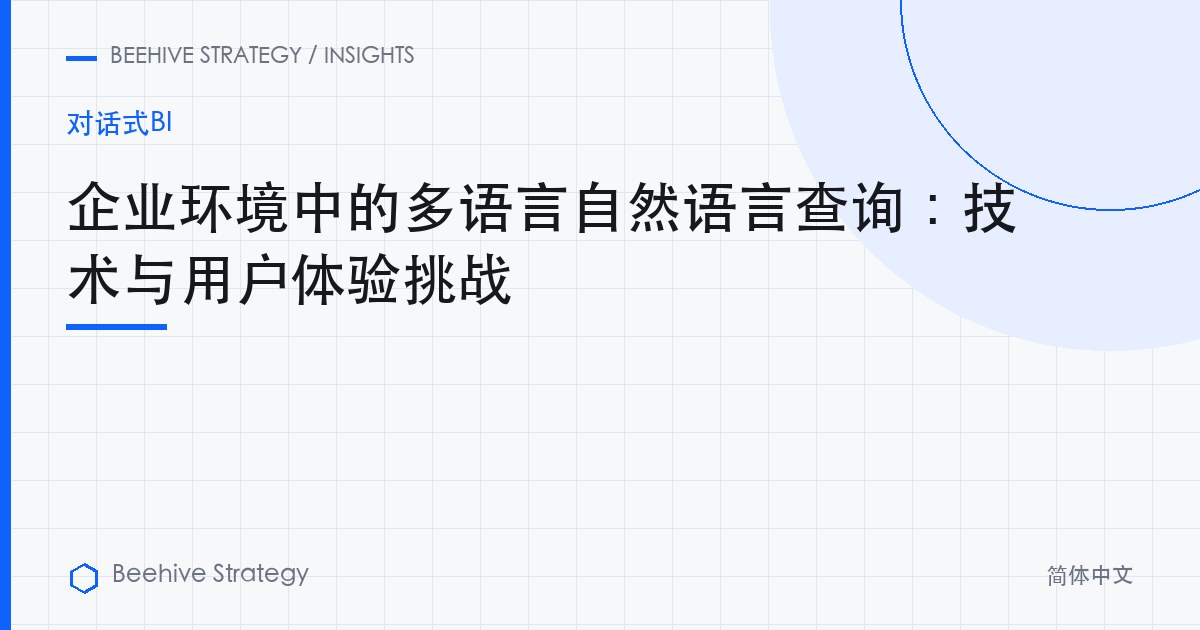 BEEHIVE STRATEGY / INSIGHTS
对话式BI
企业环境中的多语言自然语言查询：技
术与用户体验挑战
Beehive Strategy
简体中文